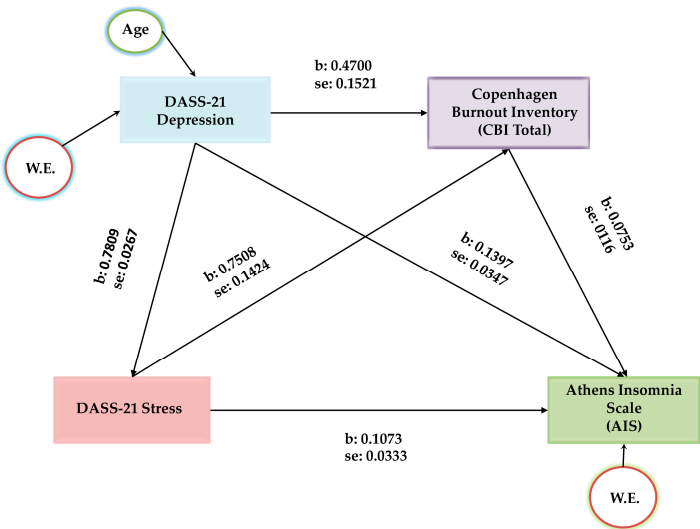 Age
DASS-21
Depression
b: 0.4700
se: 0.1521
Copenhagen
Burnout Inventory
(CBI Total)
W.E.
b: 0.7809
se: 0.0267
b: 0.7508
se: 0.1424
b: 0.1397
se: 0.0347
b: 0.0753
se: 0116
DASS-21 Stress
b: 0.1073
se: 0.0333
Athens Insomnia
Scale
(AIS)
W.E.